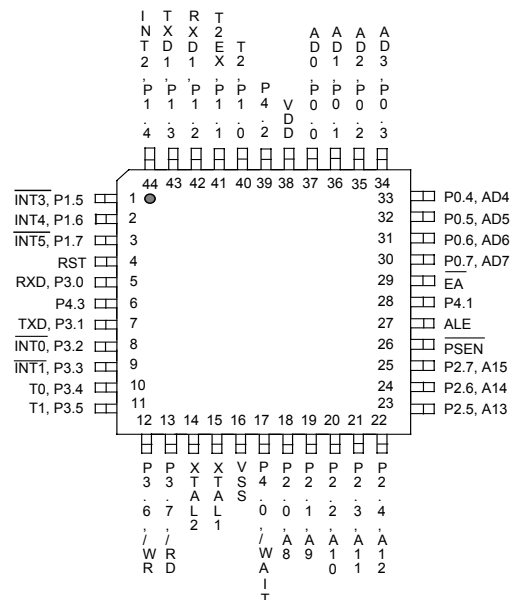 INT2, P1.4
TXD1, P1.3
RXD1, P1.2
T2EX, P1.1
T2, P1.0
P4.2
VDD
AD0, P0.0
AD1, P0.1
AD2, P0.2
AD3, P0.3
44 43 42 41 40 39 38 37 36 35 34
INT3, P1.5 1
INT4, P1.6 2
INT5, P1.7 3
RST 4
RXD, P3.0 5
P4.3 6
TXD, P3.1 7
INT0, P3.2 8
INT1, P3.3 9
T0, P3.4 10
T1, P3.5 11
33 P0.4, AD4
32 P0.5, AD5
31 P0.6, AD6
30 P0.7, AD7
29 EA
28 P4.1
27 ALE
26 PSEN
25 P2.7, A15
24 P2.6, A14
23 P2.5, A13
12 13 14 15 16 17 18 19 20 21 22
P3.6, /WR
P3.7, /RD
XTAL2
XTAL1
VSS
P4.0, /WAIT
P2.0, A8
P2.1, A9
P2.2, A10
P2.3, A11
P2.4, A12